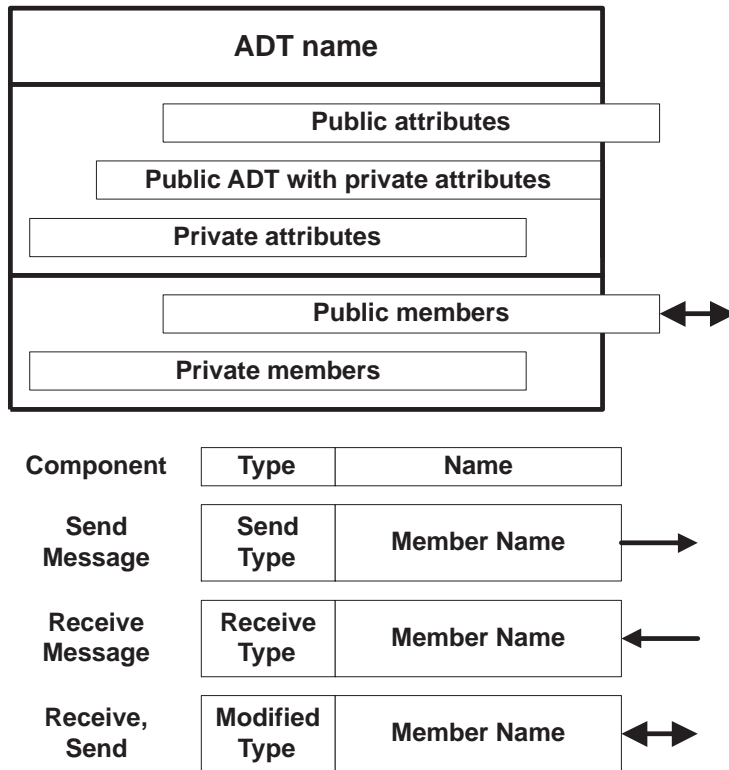 ADT name
Public attributes
Public ADT with private attributes
Private attributes
Public members
Private members
Component Type Name
Send Message Send Type Member Name
Receive Message Receive Type Member Name
Receive, Send Modified Type Member Name